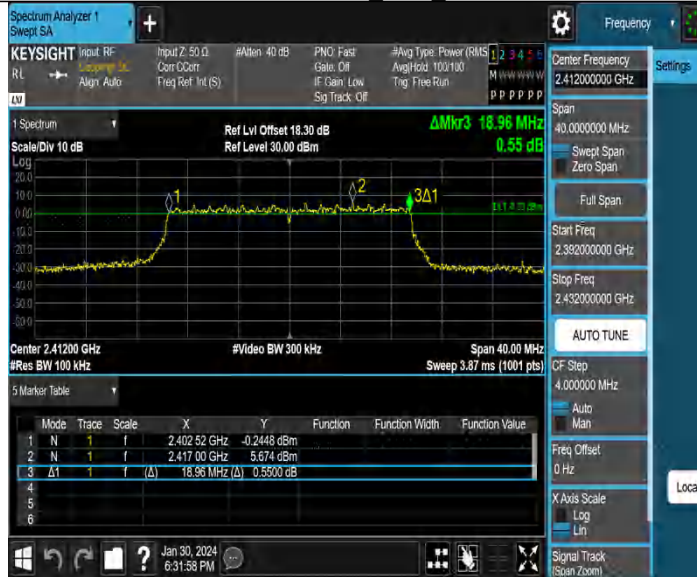 Spectrum Analyzer 1
Swept SA
Frequency
KEYSIGHT Input: RF Input Z: 50 Ω #Atten: 40 dB PNO: Fast #Avg Type: Power (RMS 1 2 3 4 5 6
RL Corr CCorr Gate: Off Avg|Hold: 100/100 M W W W W W
Align: Auto Freq Ref: Int (S) IF Gain: Low Trig: Free Run
Sig Track: Off P P P P P P
LXI
1 Spectrum
Ref Lvl Offset 18.30 dB ΔMkr3 18.96 MHz
Scale/Div 10 dB Ref Level 30.00 dBm 0.55 dB
Log
20.0
10.0
0.00
-10.0
-20.0
-30.0
-40.0
-50.0
-60.0
1
2
3Δ1
Center 2.41200 GHz #Video BW 300 kHz Span 40.00 MHz
#Res BW 100 kHz Sweep 3.87 ms (1001 pts)
5 Marker Table
Mode Trace Scale X Y Function Function Width Function Value
1 N 1 f 2.402 52 GHz -0.2448 dBm
2 N 1 f 2.417 00 GHz 5.674 dBm
3 Δ1 1 f (Δ) 18.96 MHz (Δ) 0.5500 dB
4
5
6
Jan 30, 2024
6:31:58 PM
Center Frequency
2.412000000 GHz
Settings
Span
40.0000000 MHz
Swept Span
Zero Span
Full Span
Start Freq
2.392000000 GHz
Stop Freq
2.432000000 GHz
AUTO TUNE
CF Step
4.000000 MHz
Auto
Man
Freq Offset
0 Hz
Loca
X Axis Scale
Log
Lin
Signal Track
(Span Zoom)